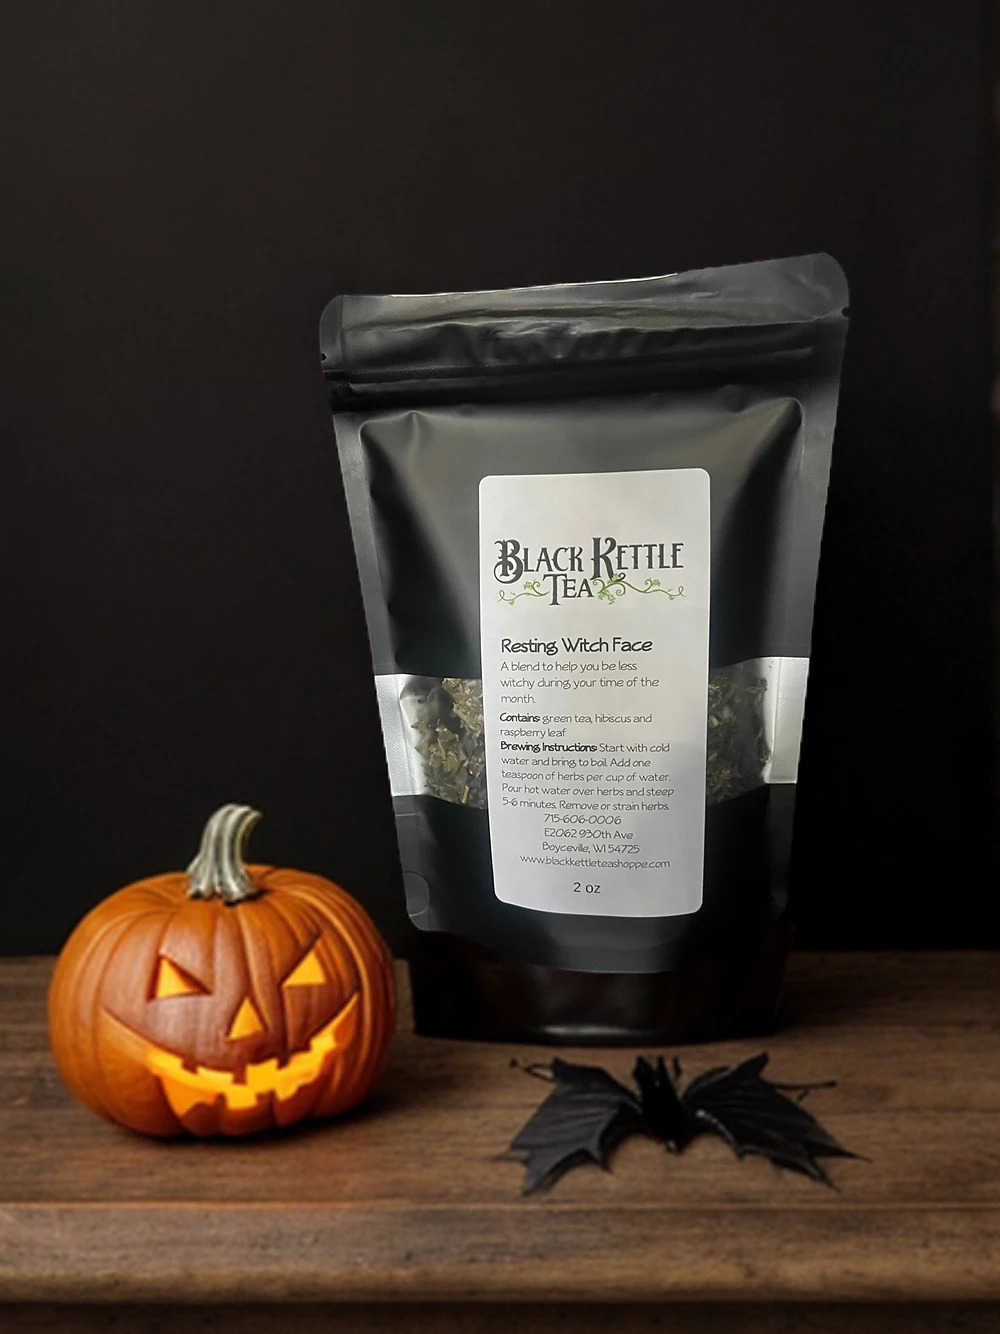 BLACK KETTLE
TEA
Resting Witch Face
A blend to help you be less
witchy during your time of the
month.
Contains: green tea, hibiscus and
raspberry leaf
Brewing Instructions: Start with cold
water and bring to boil. Add one
teaspoon of herbs per cup of water.
Pour hot water over herbs and steep
5-6 minutes. Remove or strain herbs.
715-606-0006
E2062 930th Ave
Boyceville, WI 54725
www.blackkettleteashoppe.com
2 oz